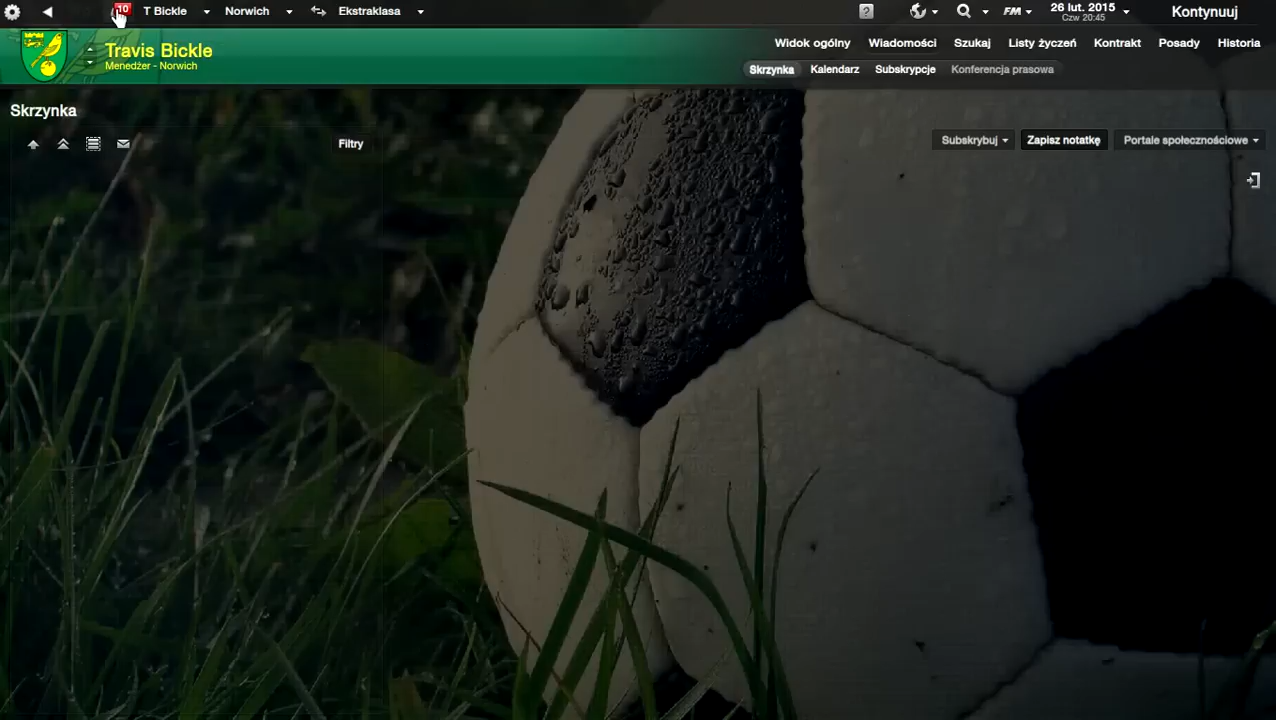 10 T Bickle Norwich Ekstraklasa ? FM 26 lut. 2015 Kontynuuj
Czw 20:45
Travis Bickle
Menedżer - Norwich
Widok ogólny Wiadomości Szukaj Listy życzeń Kontrakt Posady Historia
Skrzynka Kalendarz Subskrypcje Konferencja prasowa
Skrzynka
Filtry Subskrybuj Zapisz notatkę Portale społecznościowe